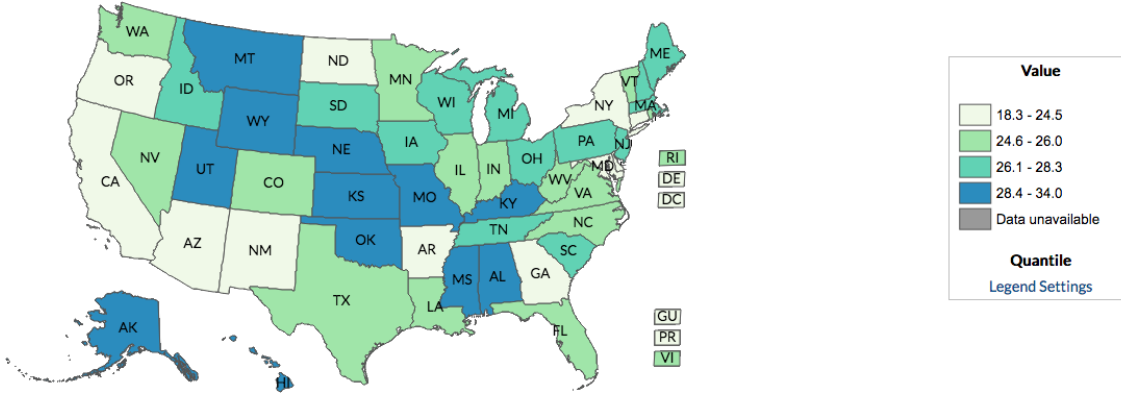 WA
MT
ND
MN
ME
OR
ID
SD
WI
MI
VT
NY
MA
WY
IA
NE
PA
NJ
NV
UT
CO
IL
IN
OH
MD
WV
VA
CA
KS
MO
KY
RI
DE
DC
NC
TN
AZ
NM
OK
AR
SC
MS
AL
GA
TX
LA
FL
AK
HI
GU
PR
VI
Value
18.3 - 24.5
24.6 - 26.0
26.1 - 28.3
28.4 - 34.0
Data unavailable
Quantile
Legend Settings